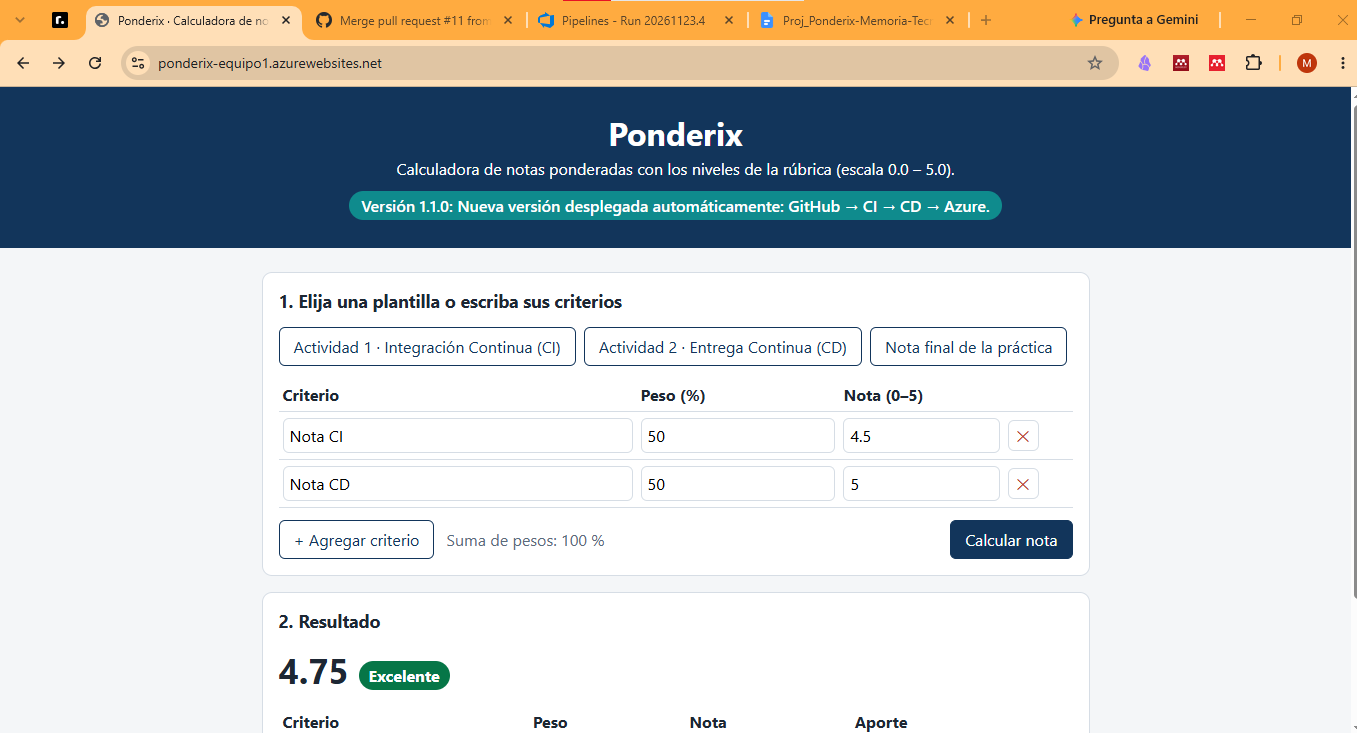 Ponderix · Calculadora de no
Merge pull request #11 from
Pipelines - Run 20261123.4
Proj_Ponderix-Memoria-Tec
Pregunta a Gemini
ponderix-equipo1.azurewebsites.net
M
Ponderix
Calculadora de notas ponderadas con los niveles de la rúbrica (escala 0.0 – 5.0).
Versión 1.1.0: Nueva versión desplegada automáticamente: GitHub → CI → CD → Azure.
1. Elija una plantilla o escriba sus criterios
Actividad 1 · Integración Continua (CI)
Actividad 2 · Entrega Continua (CD)
Nota final de la práctica
Criterio Peso (%) Nota (0–5)
Nota CI 50 4.5
Nota CD 50 5
+ Agregar criterio Suma de pesos: 100 % Calcular nota
2. Resultado
4.75 Excelente
Criterio Peso Nota Aporte